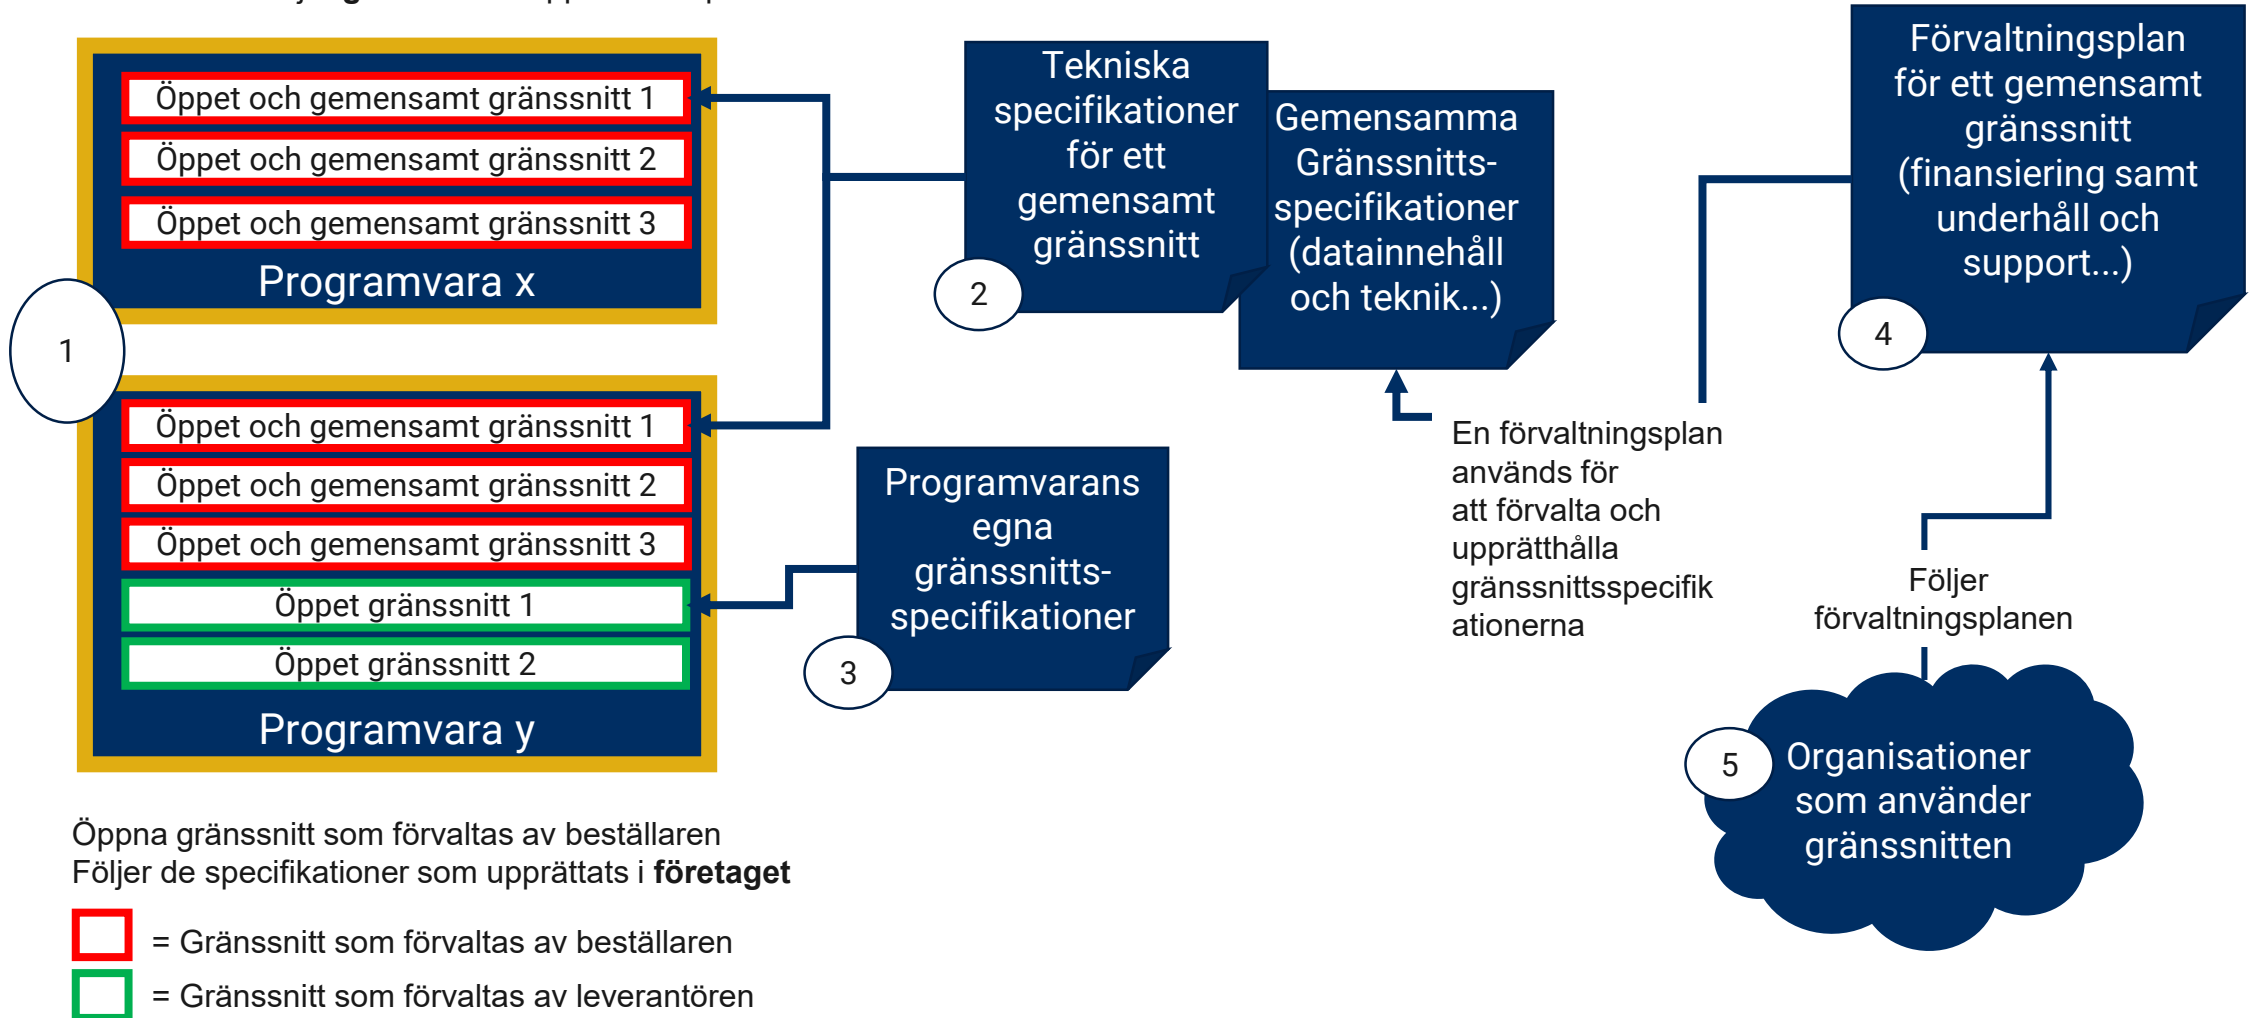 Öppet och gemensamt gränssnitt 1
Öppet och gemensamt gränssnitt 2
Öppet och gemensamt gränssnitt 3
Programvara x
1
Öppet och gemensamt gränssnitt 1
Öppet och gemensamt gränssnitt 2
Öppet och gemensamt gränssnitt 3
Öppet gränssnitt 1
Öppet gränssnitt 2
Programvara y
Tekniska
specifikationer
för ett
gemensamt
gränssnitt
2
Gemensamma
Gränssnitts-
specifikationer
(datainnehåll
och teknik...)
Programvarans
egna
gränssnitts-
specifikationer
3
Förvaltningsplan
för ett gemensamt
gränssnitt
(finansiering samt
underhåll och
support...)
4
En förvaltningsplan
används för
att förvalta och
upprätthålla
gränssnittsspecifik
ationerna
Följer
förvaltningsplanen
5
Organisationer
som använder
gränssnitten
Öppna gränssnitt som förvaltas av beställaren
Följer de specifikationer som upprättats i företaget
= Gränssnitt som förvaltas av beställaren
= Gränssnitt som förvaltas av leverantören